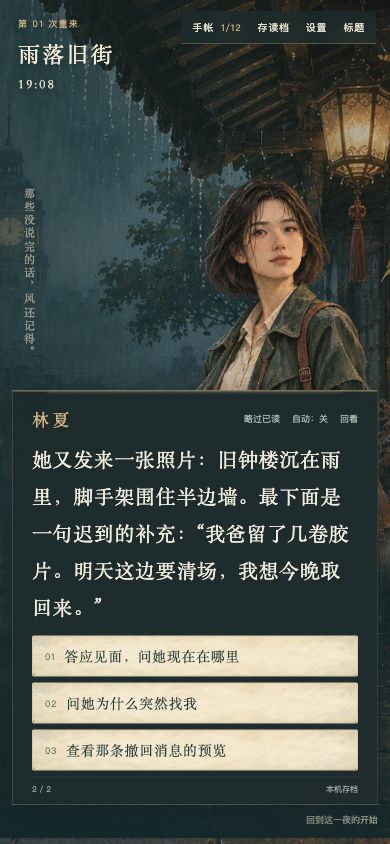 第 01 次重来
手帐 1/12 存读档 设置 标题
雨落旧街
19:08
那些没说完的话，风还记得。
林夏
略过已读 自动：关 回看
她又发来一张照片：旧钟楼沉在雨
里，脚手架围住半边墙。最下面是
一句迟到的补充：“我爸留了几卷胶
片。明天这边要清场，我想今晚取
回来。”
01 答应见面，问她现在在哪里
02 问她为什么突然找我
03 查看那条撤回消息的预览
2 / 2 本机存档
回到这一夜的开始